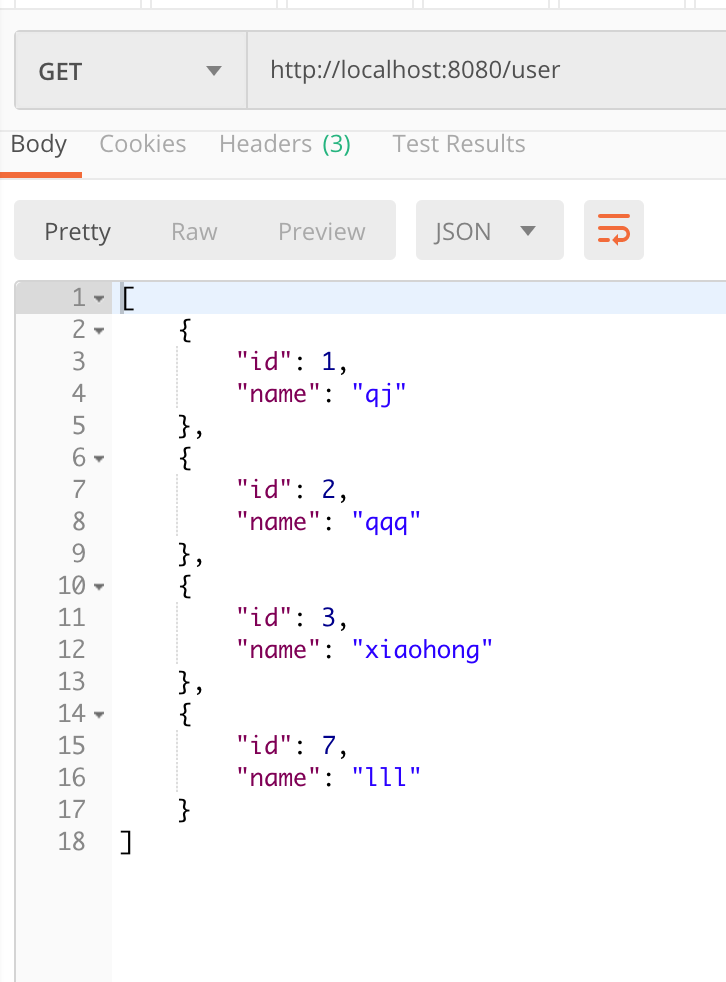 GET http://localhost:8080/user
Body Cookies Headers (3) Test Results
Pretty Raw Preview JSON
1 [
2 {
3 "id": 1,
4 "name": "qj"
5 },
6 {
7 "id": 2,
8 "name": "qqq"
9 },
10 {
11 "id": 3,
12 "name": "xiaohong"
13 },
14 {
15 "id": 7,
16 "name": "lll"
17 }
18 ]